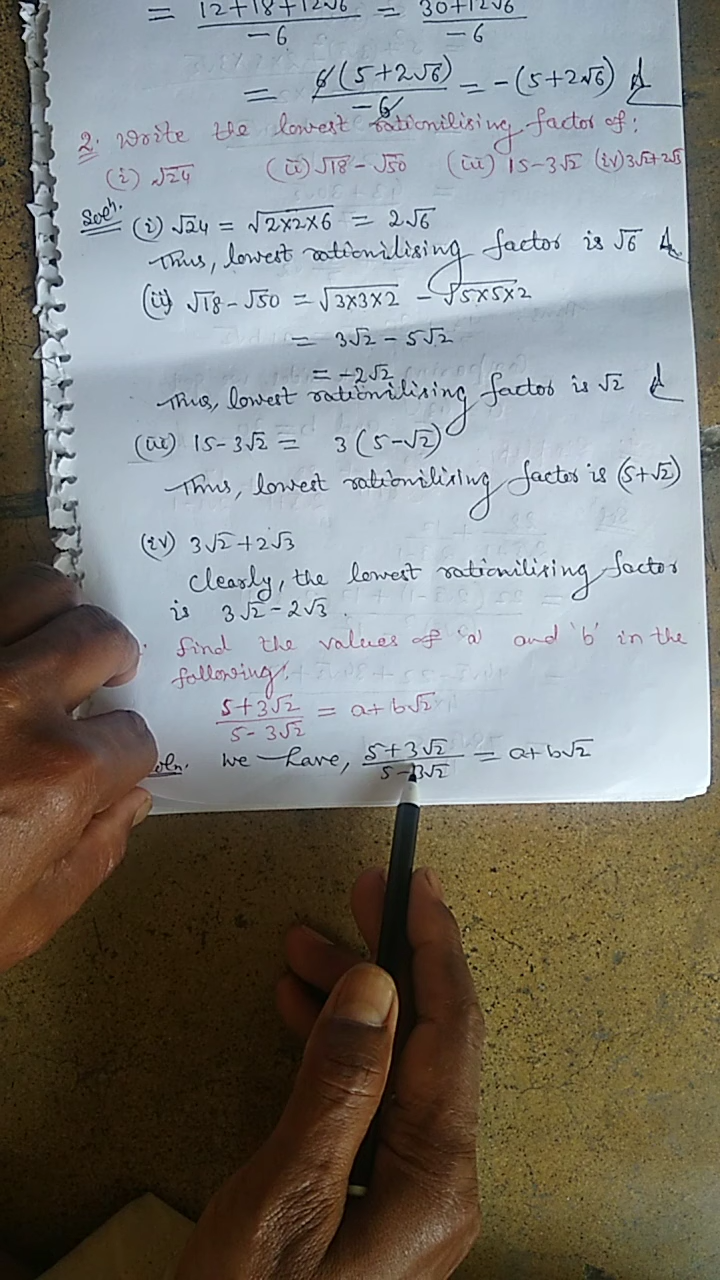 = 12+18+12√6 / -6 = 30+12√6 / -6
= 6(5+2√6) / -6 = -(5+2√6)
2. Write the lowest rationilising factor of:
(i) √24 (ii) √18 - √50 (iii) 15-3√2 (iv) 3√2+2√3
Soln. (i) √24 = √2×2×6 = 2√6
Thus, lowest rationilising factor is √6
(ii) √18 - √50 = √3×3×2 - √5×5×2
= 3√2 - 5√2
= -2√2
Thus, lowest rationilising factor is √2
(iii) 15-3√2 = 3(5-√2)
Thus, lowest rationilising factor is (5+√2)
(iv) 3√2+2√3
Clearly, the lowest rationilising factor
is 3√2-2√3.
find the values of 'a' and 'b' in the
following:
5+3√2 / 5-3√2 = a+b√2
oln. we have, 5+3√2 / 5-3√2 = a+b√2